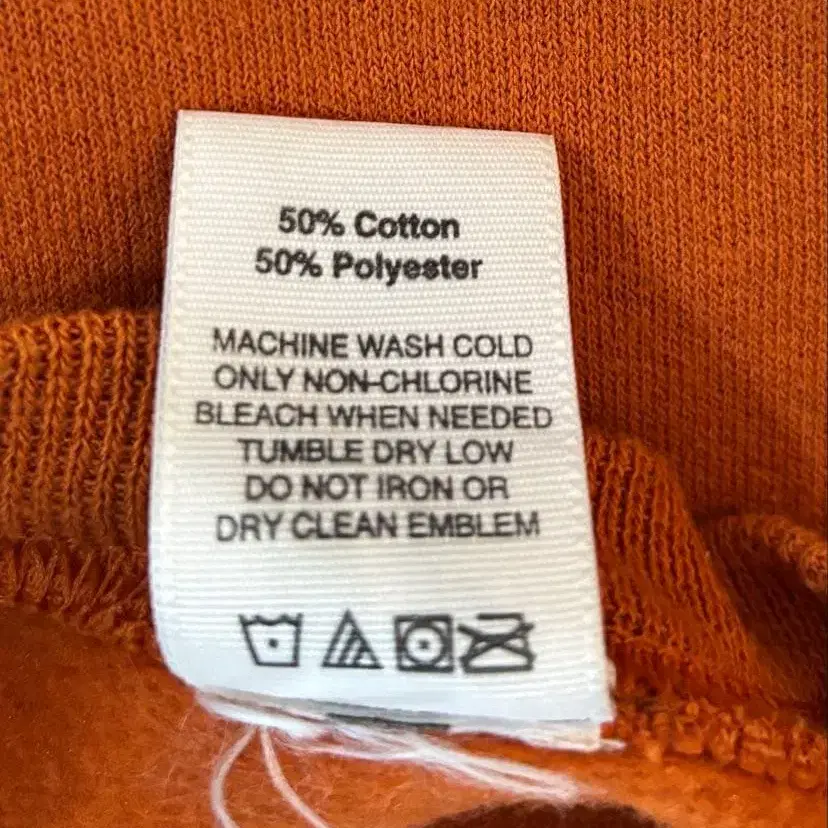 50% Cotton
50% Polyester
MACHINE WASH COLD
ONLY NON-CHLORINE
BLEACH WHEN NEEDED
TUMBLE DRY LOW
DO NOT IRON OR
DRY CLEAN EMBLEM